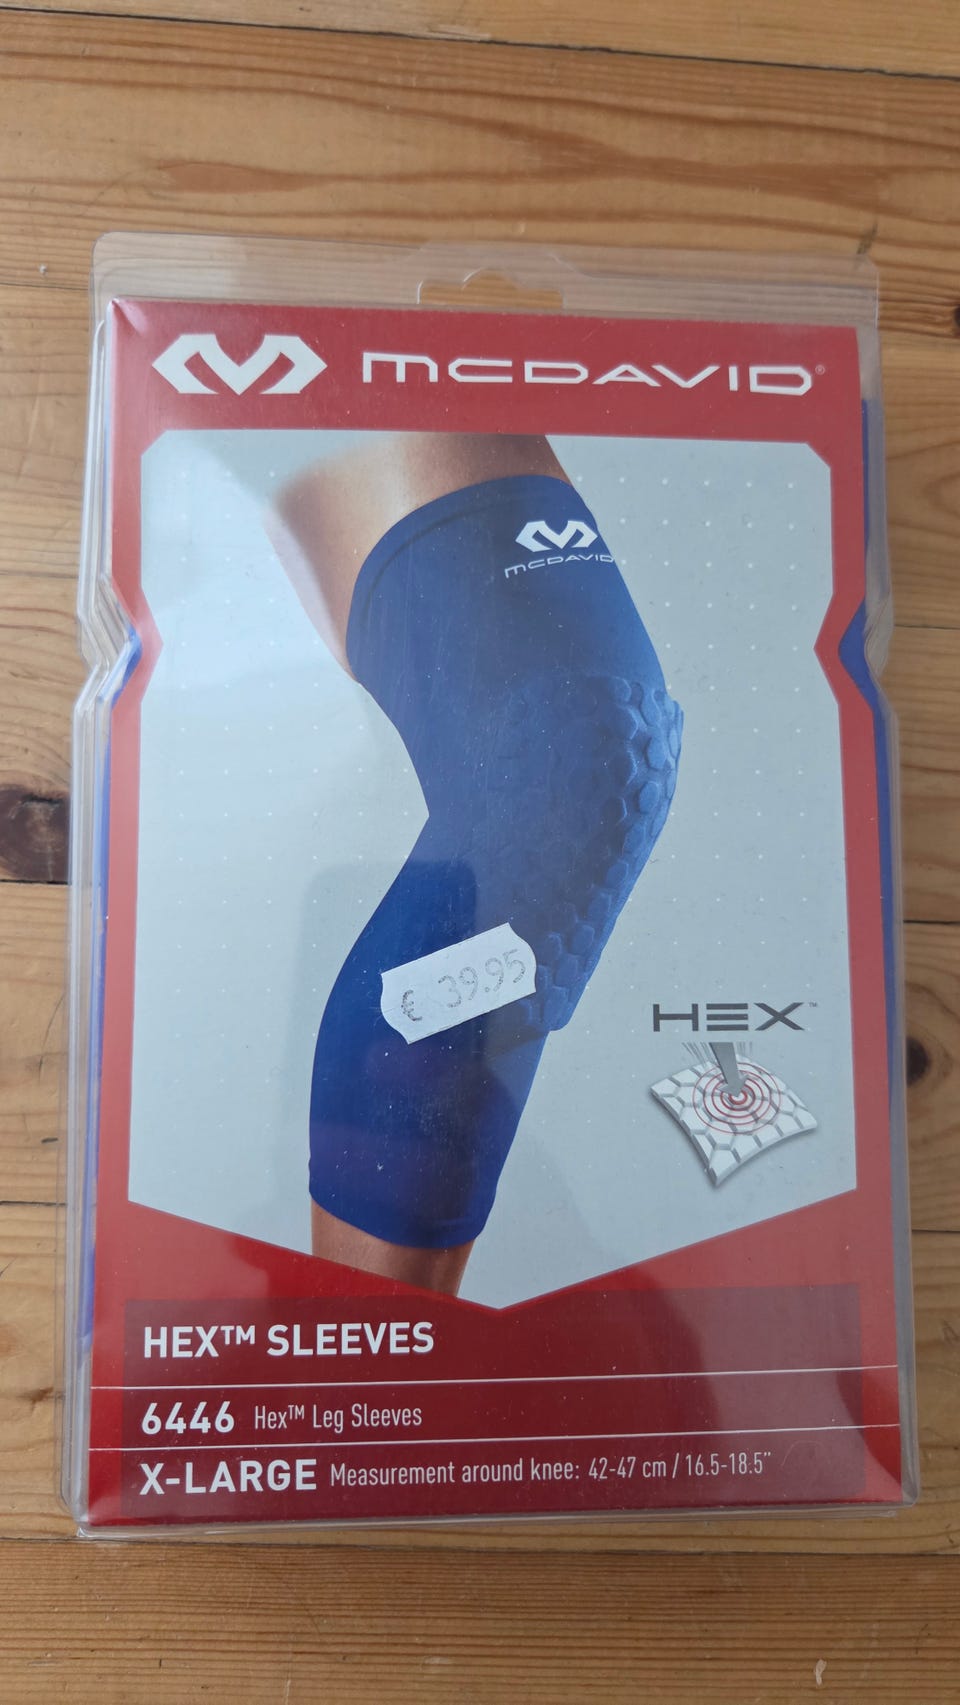 McDAVID®
McDAVID
€ 39.95
HEX™
HEX™ SLEEVES
6446 Hex™ Leg Sleeves
X-LARGE Measurement around knee: 42-47 cm / 16.5-18.5"